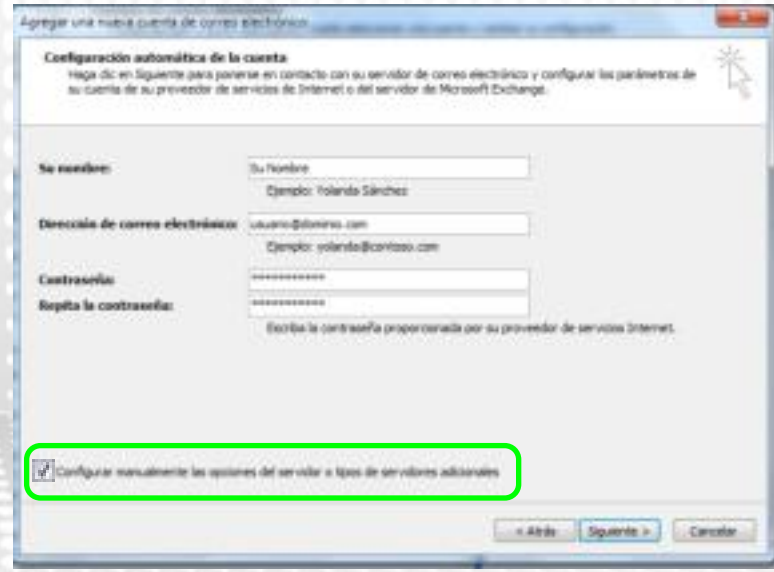 Agregar una nueva cuenta de correo electrónico
Configuración automática de la cuenta
Haga clic en Siguiente para ponerse en contacto con su servidor de correo electrónico y configurar los parámetros de
su cuenta de su proveedor de servicios de Internet o del servidor de Microsoft Exchange.
Su nombre: Su Nombre
Ejemplo: Yolanda Sánchez
Dirección de correo electrónico: usuario@dominio.com
Ejemplo: yolanda@contoso.com
Contraseña: ************
Repita la contraseña: ************
Escriba la contraseña proporcionada por su proveedor de servicios Internet.
Configurar manualmente las opciones del servidor o tipos de servidores adicionales
< Atrás Siguiente > Cancelar